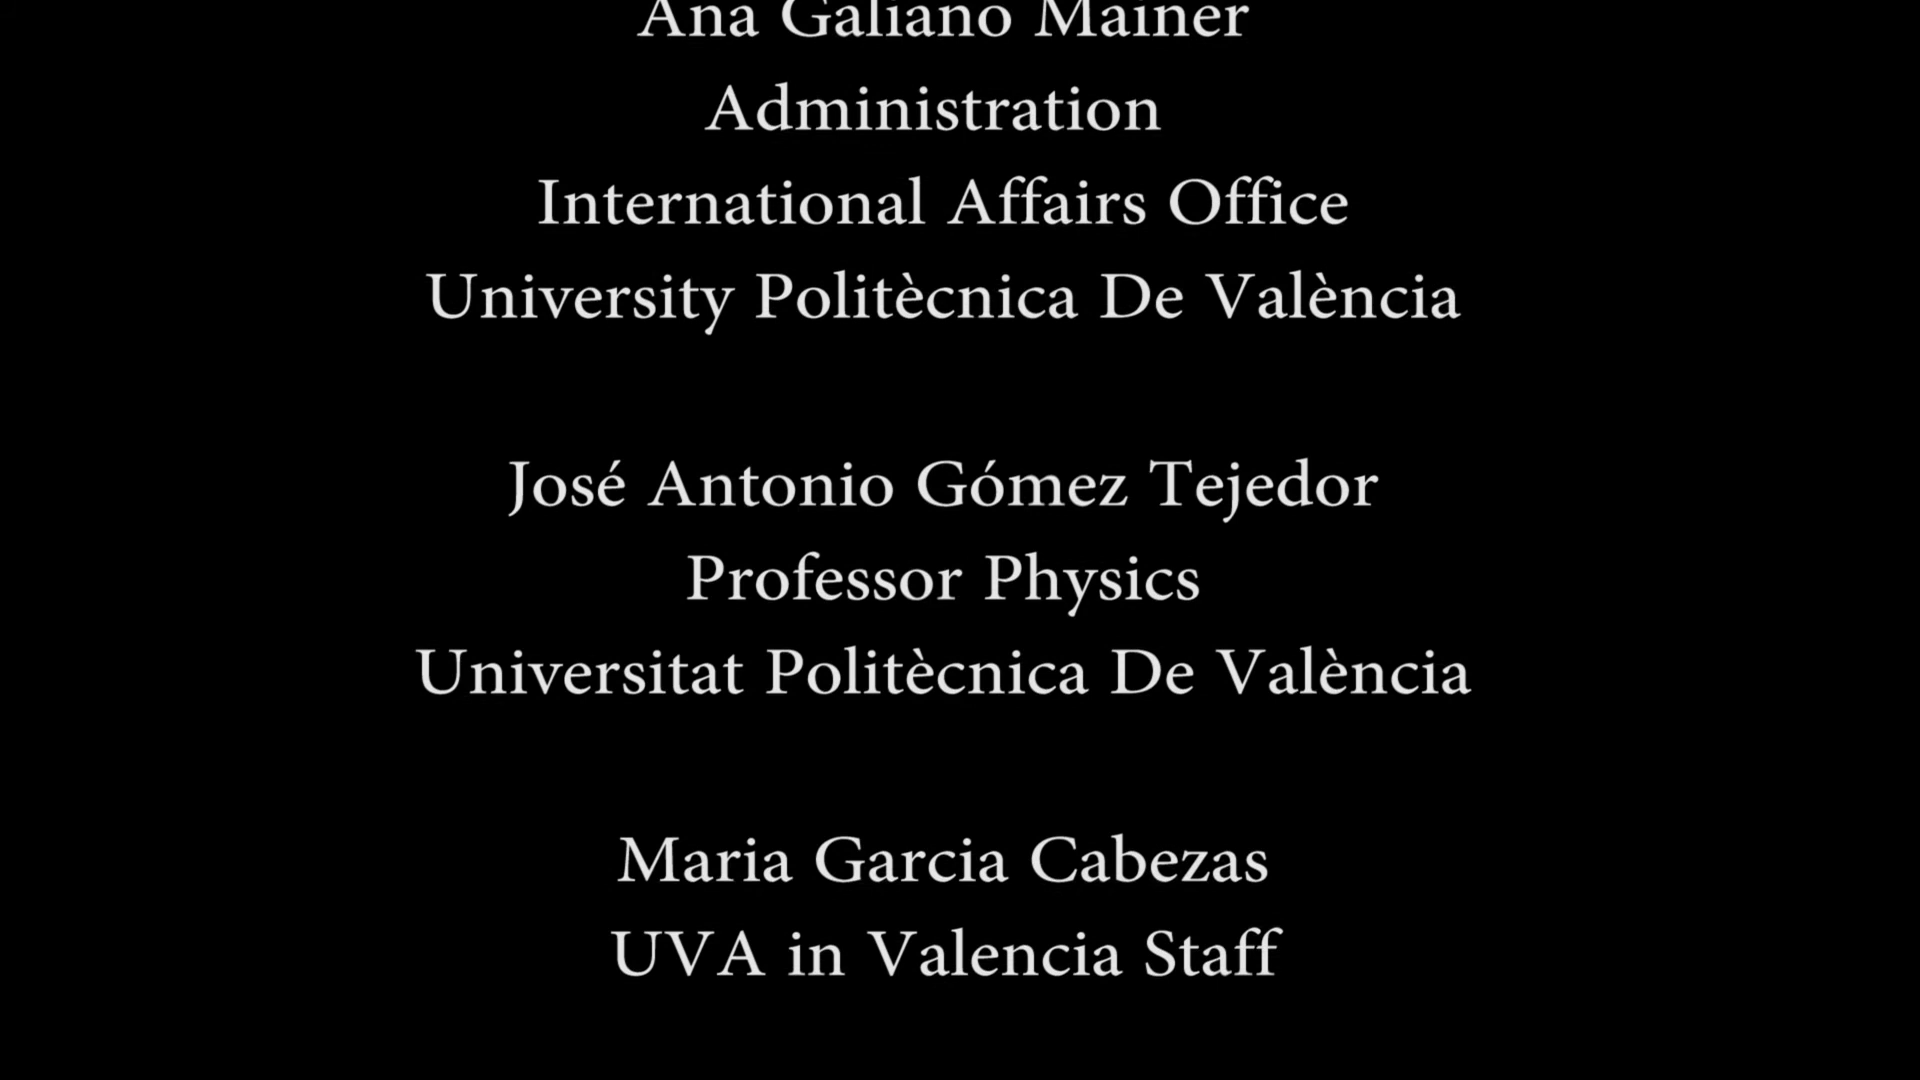 Ana Galiano Mainer
Administration
International Affairs Office
University Politècnica De València
José Antonio Gómez Tejedor
Professor Physics
Universitat Politècnica De València
Maria Garcia Cabezas
UVA in Valencia Staff